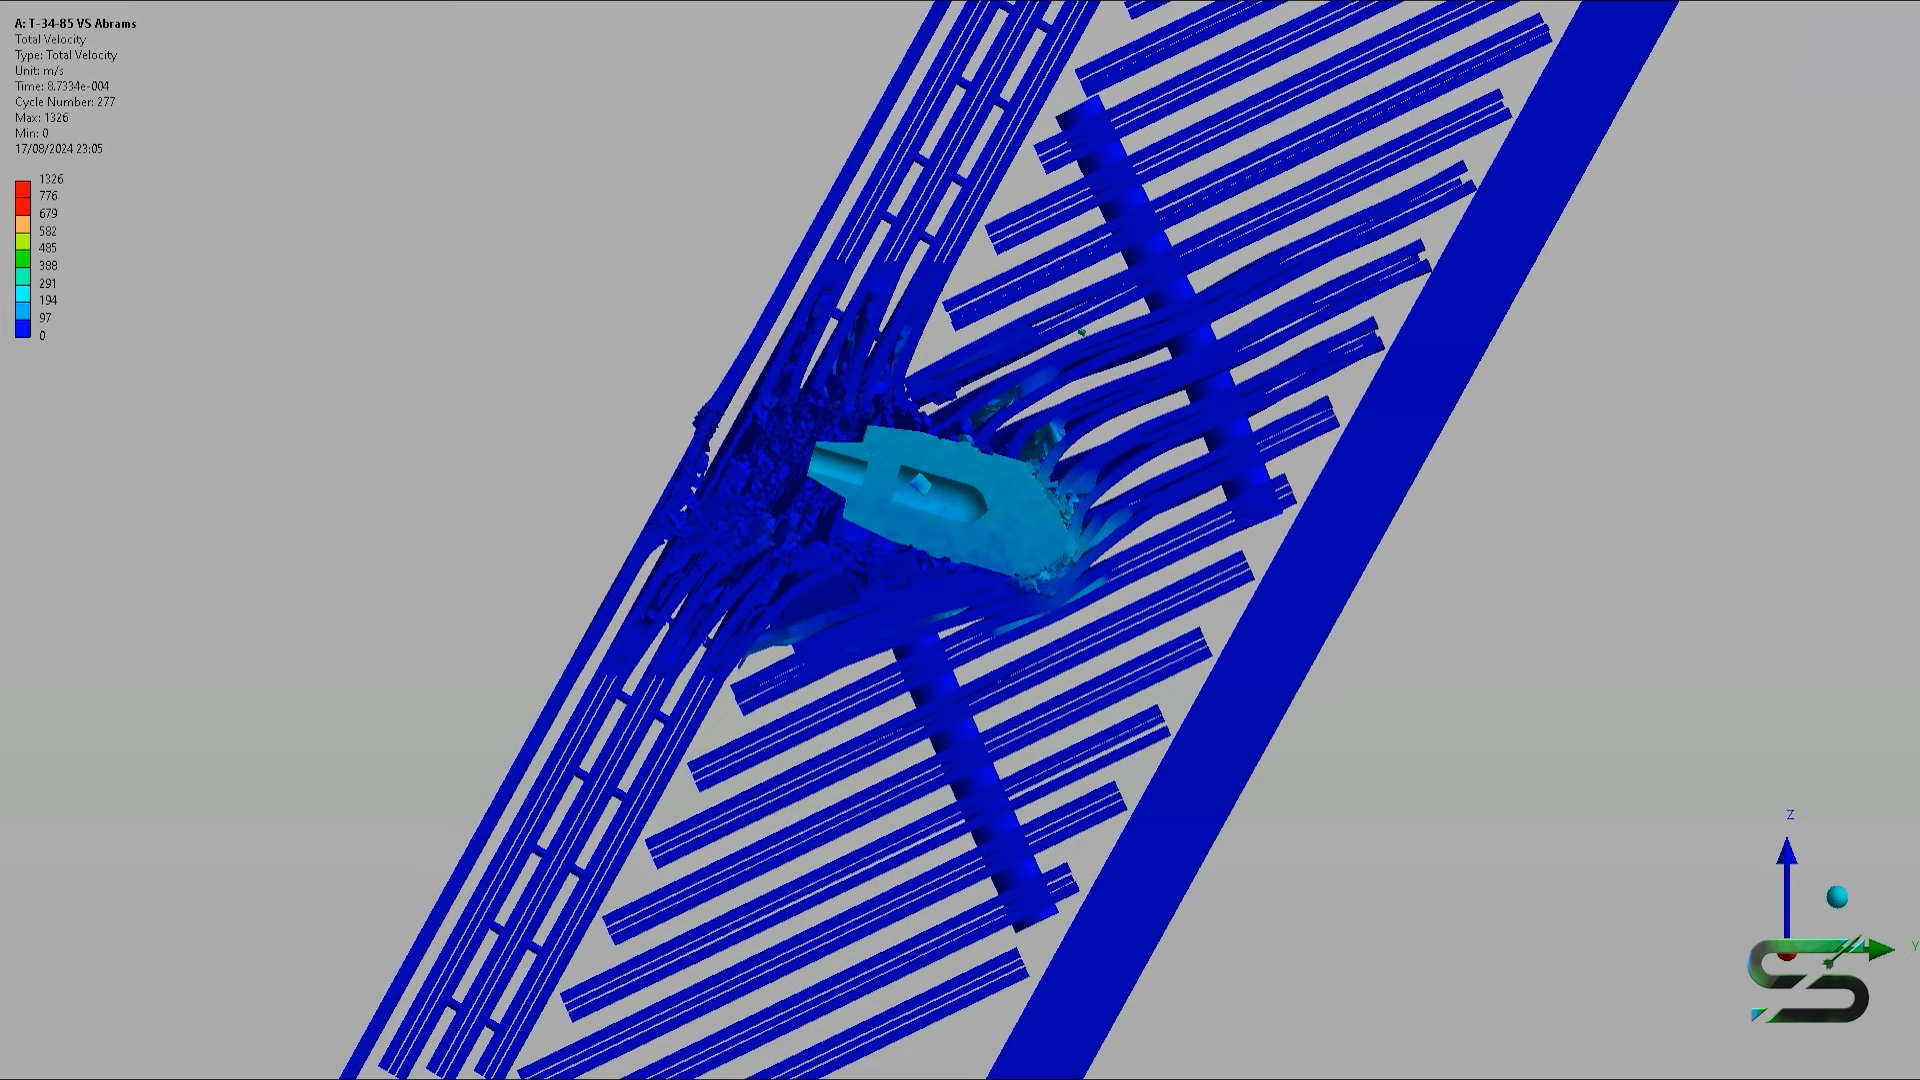 A: T-34-85 VS Abrams
Total Velocity
Type: Total Velocity
Unit: m/s
Time: 8.7334e-004
Cycle Number: 277
Max: 1326
Min: 0
17/08/2024 23:05
1326
776
679
582
485
388
291
194
97
0
Z
Y